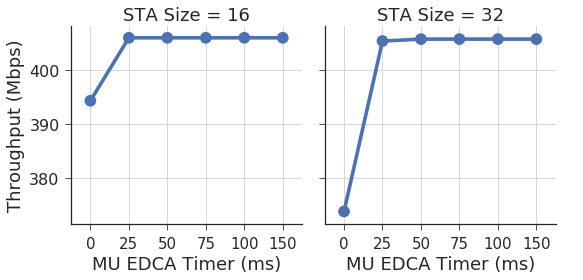 STA Size = 16
STA Size = 32
Throughput (Mbps)
400
390
380
0 25 50 75 100 150
0 25 50 75 100 150
MU EDCA Timer (ms)
MU EDCA Timer (ms)